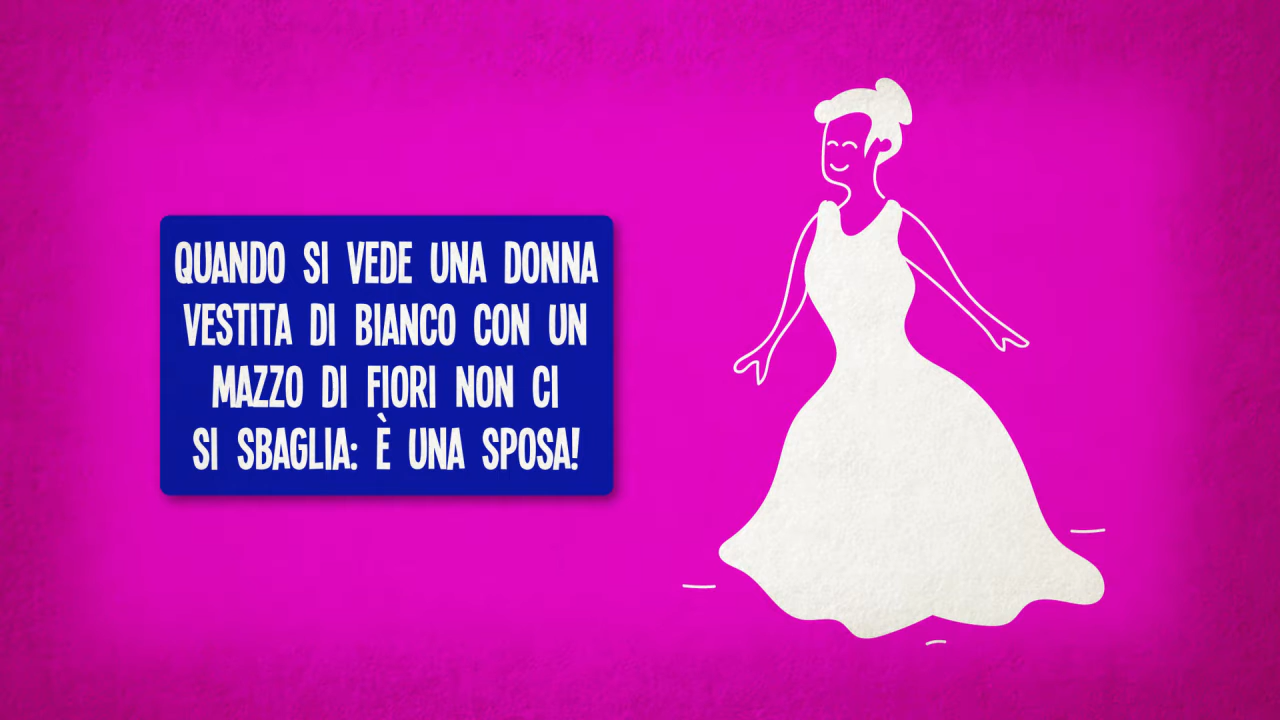 QUANDO SI VEDE UNA DONNA
VESTITA DI BIANCO CON UN
MAZZO DI FIORI NON CI
SI SBAGLIA: È UNA SPOSA!